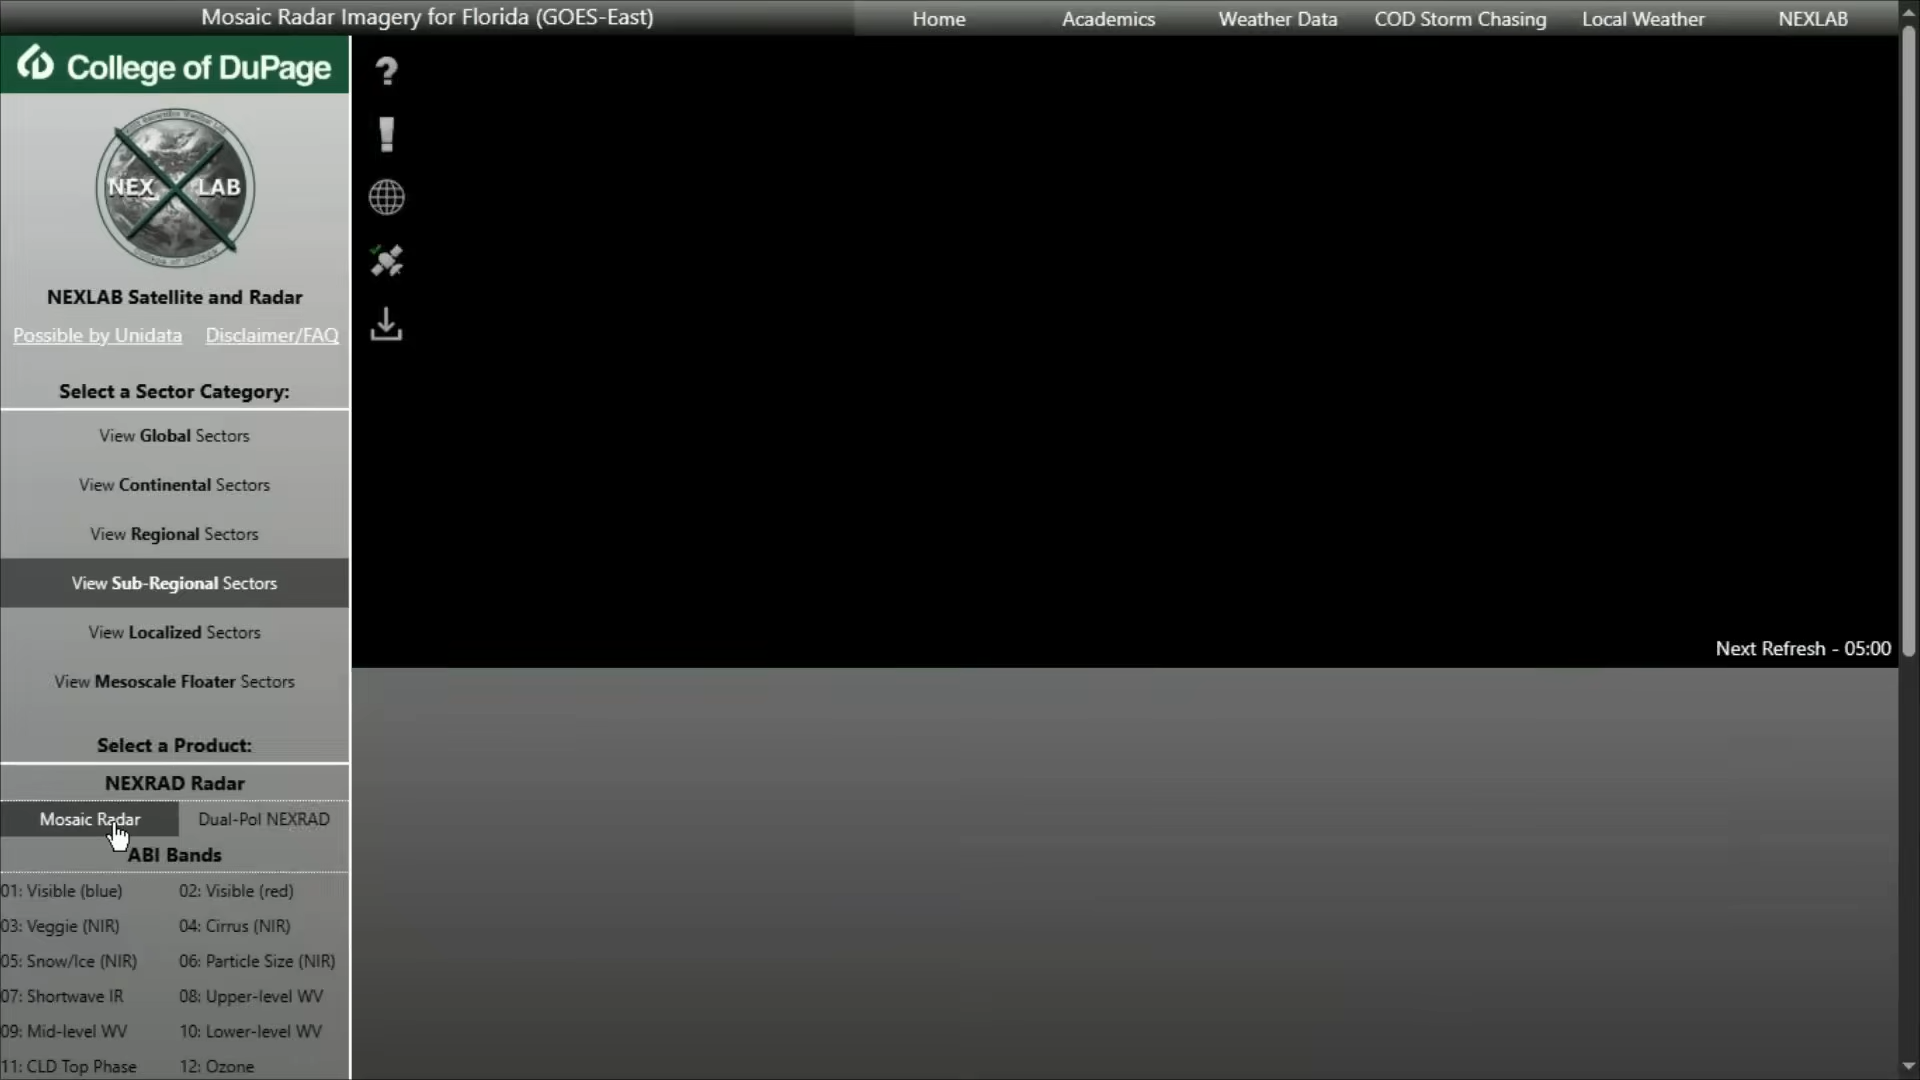 Mosaic Radar Imagery for Florida (GOES-East)
Home Academics Weather Data COD Storm Chasing Local Weather NEXLAB
College of DuPage
NEX LAB
NEXLAB Satellite and Radar
Possible by Unidata Disclaimer/FAQ
Select a Sector Category:
View Global Sectors
View Continental Sectors
View Regional Sectors
View Sub-Regional Sectors
View Localized Sectors
View Mesoscale Floater Sectors
Next Refresh - 05:00
Select a Product:
NEXRAD Radar
Mosaic Radar Dual-Pol NEXRAD
ABI Bands
01: Visible (blue) 02: Visible (red)
03: Veggie (NIR) 04: Cirrus (NIR)
05: Snow/Ice (NIR) 06: Particle Size (NIR)
07: Shortwave IR 08: Upper-level WV
09: Mid-level WV 10: Lower-level WV
11: CLD Top Phase 12: Ozone